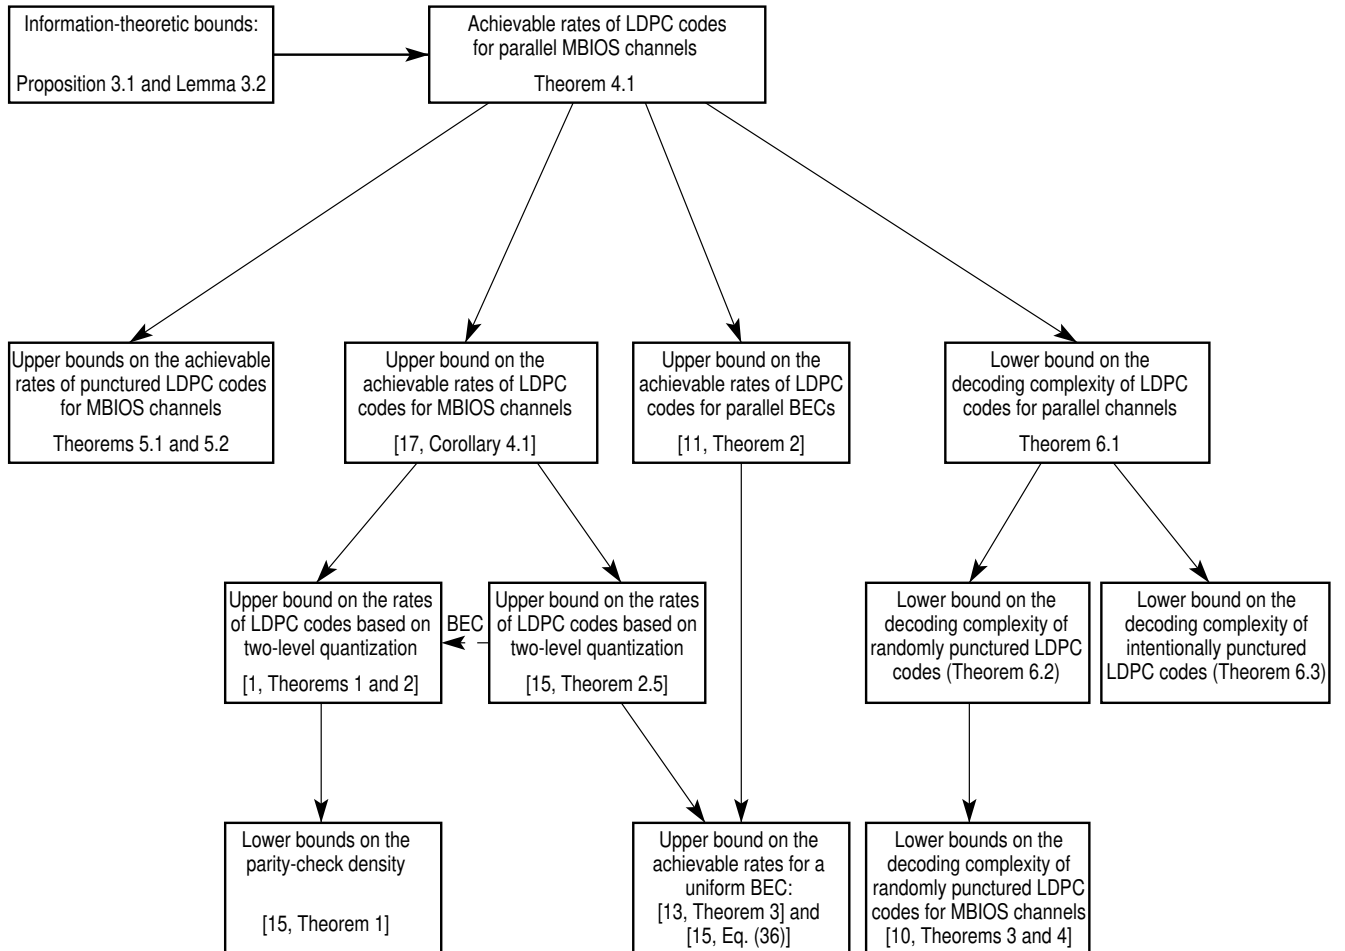 Information-theoretic bounds:
Proposition 3.1 and Lemma 3.2
Achievable rates of LDPC codes
for parallel MBIOS channels
Theorem 4.1
Upper bounds on the achievable
rates of punctured LDPC codes
for MBIOS channels
Theorems 5.1 and 5.2
Upper bound on the
achievable rates of LDPC
codes for MBIOS channels
[17, Corollary 4.1]
Upper bound on the
achievable rates of LDPC
codes for parallel BECs
[11, Theorem 2]
Lower bound on the
decoding complexity of LDPC
codes for parallel channels
Theorem 6.1
Upper bound on the rates
of LDPC codes based on
two-level quantization
[1, Theorems 1 and 2]
BEC
Upper bound on the rates
of LDPC codes based on
two-level quantization
[15, Theorem 2.5]
Lower bound on the
decoding complexity of
randomly punctured LDPC
codes (Theorem 6.2)
Lower bound on the
decoding complexity of
intentionally punctured
LDPC codes (Theorem 6.3)
Lower bounds on the
parity-check density
[15, Theorem 1]
Upper bound on the
achievable rates for a
uniform BEC:
[13, Theorem 3] and
[15, Eq. (36)]
Lower bounds on the
decoding complexity of
randomly punctured LDPC
codes for MBIOS channels
[10, Theorems 3 and 4]